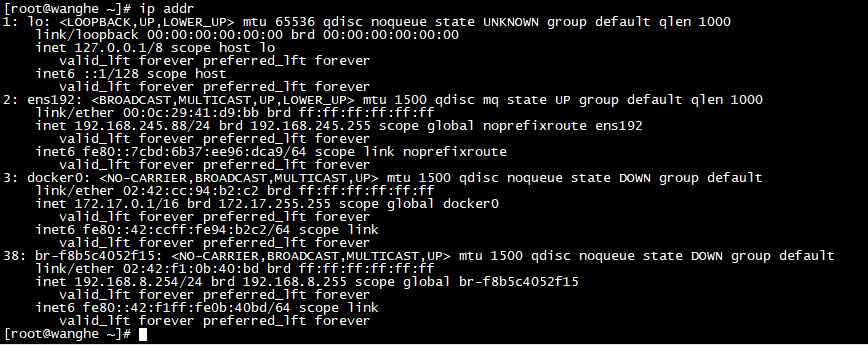 [root@wanghe ~]# ip addr
1: lo: <LOOPBACK,UP,LOWER_UP> mtu 65536 qdisc noqueue state UNKNOWN group default qlen 1000
    link/loopback 00:00:00:00:00:00 brd 00:00:00:00:00:00
    inet 127.0.0.1/8 scope host lo
       valid_lft forever preferred_lft forever
    inet6 ::1/128 scope host
       valid_lft forever preferred_lft forever
2: ens192: <BROADCAST,MULTICAST,UP,LOWER_UP> mtu 1500 qdisc mq state UP group default qlen 1000
    link/ether 00:0c:29:41:d9:bb brd ff:ff:ff:ff:ff:ff
    inet 192.168.245.88/24 brd 192.168.245.255 scope global noprefixroute ens192
       valid_lft forever preferred_lft forever
    inet6 fe80::7cbd:6b37:ee96:dca9/64 scope link noprefixroute
       valid_lft forever preferred_lft forever
3: docker0: <NO-CARRIER,BROADCAST,MULTICAST,UP> mtu 1500 qdisc noqueue state DOWN group default
    link/ether 02:42:cc:94:b2:c2 brd ff:ff:ff:ff:ff:ff
    inet 172.17.0.1/16 brd 172.17.255.255 scope global docker0
       valid_lft forever preferred_lft forever
    inet6 fe80::42:ccff:fe94:b2c2/64 scope link
       valid_lft forever preferred_lft forever
38: br-f8b5c4052f15: <NO-CARRIER,BROADCAST,MULTICAST,UP> mtu 1500 qdisc noqueue state DOWN group default
    link/ether 02:42:f1:0b:40:bd brd ff:ff:ff:ff:ff:ff
    inet 192.168.8.254/24 brd 192.168.8.255 scope global br-f8b5c4052f15
       valid_lft forever preferred_lft forever
    inet6 fe80::42:f1ff:fe0b:40bd/64 scope link
       valid_lft forever preferred_lft forever
[root@wanghe ~]#